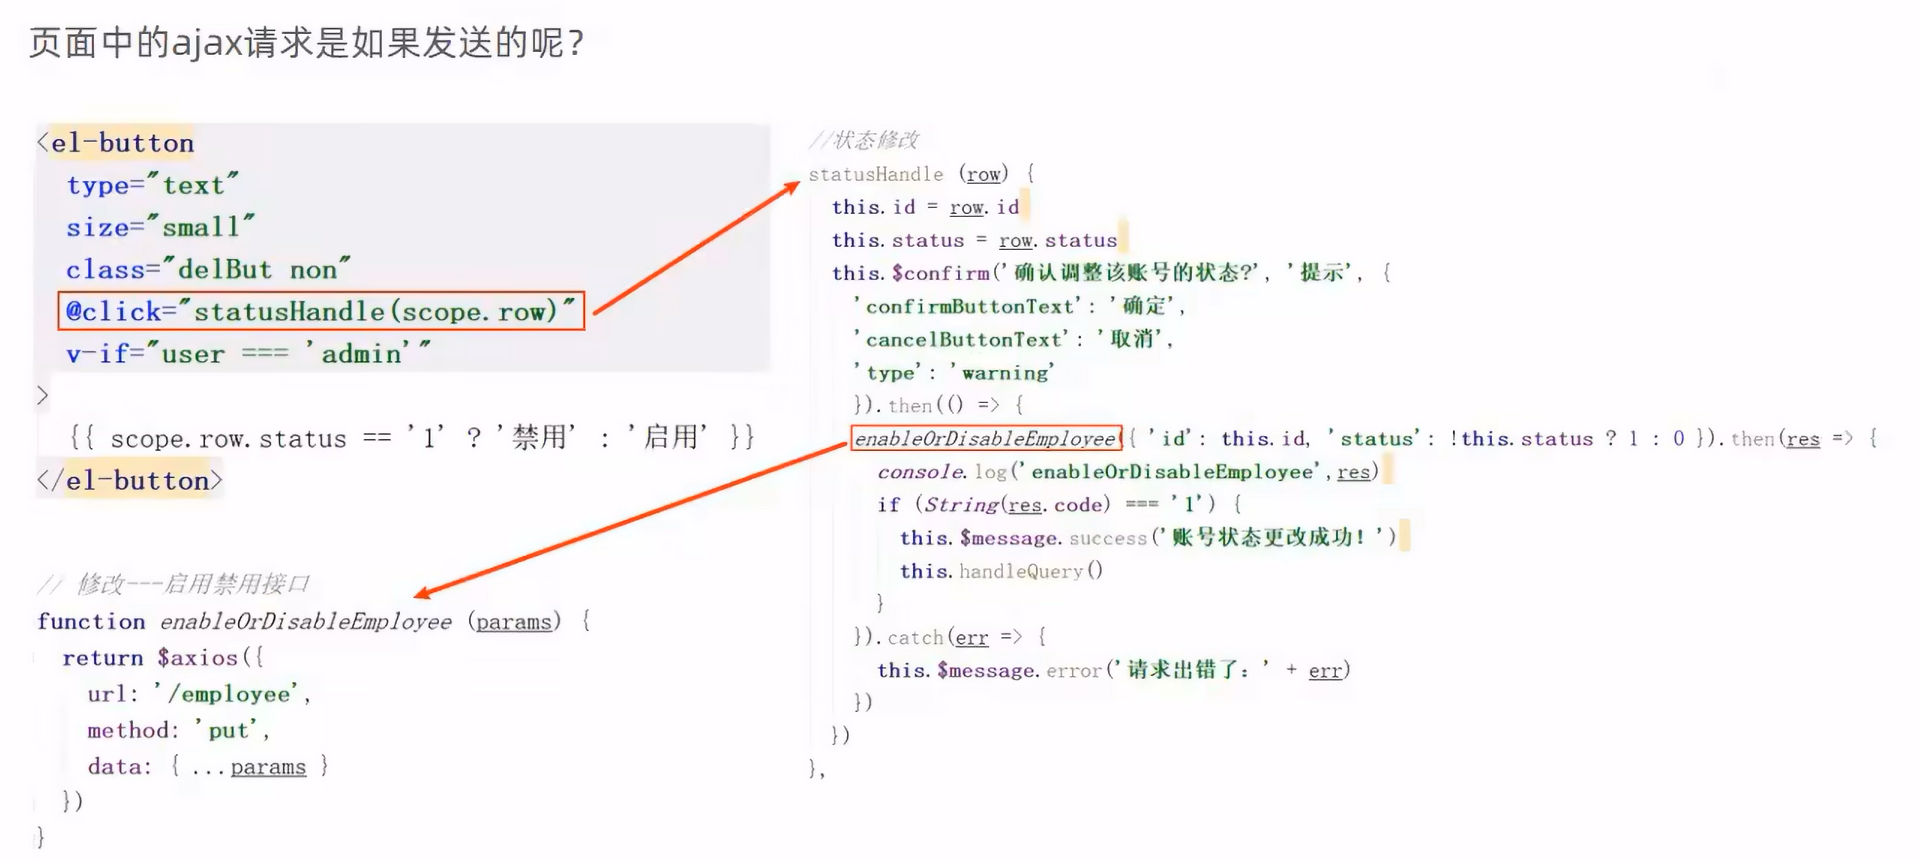 页面中的ajax请求是如果发送的呢？
<el-button
type="text"
size="small"
class="delBut non"
@click="statusHandle(scope.row)"
v-if="user === 'admin'"
>
{{ scope.row.status == '1' ? '禁用' : '启用' }}
</el-button>
// 修改---启用禁用接口
function enableOrDisableEmployee (params) {
return $axios({
url: '/employee',
method: 'put',
data: { ...params }
})
}
//状态修改
statusHandle (row) {
this.id = row.id
this.status = row.status
this.$confirm('确认调整该账号的状态?', '提示', {
'confirmButtonText': '确定',
'cancelButtonText': '取消',
'type': 'warning'
}).then(() => {
enableOrDisableEmployee({ 'id': this.id, 'status': !this.status ? 1 : 0 }).then(res => {
console.log('enableOrDisableEmployee',res)
if (String(res.code) === '1') {
this.$message.success('账号状态更改成功！')
this.handleQuery()
}
}).catch(err => {
this.$message.error('请求出错了：' + err)
})
})
},